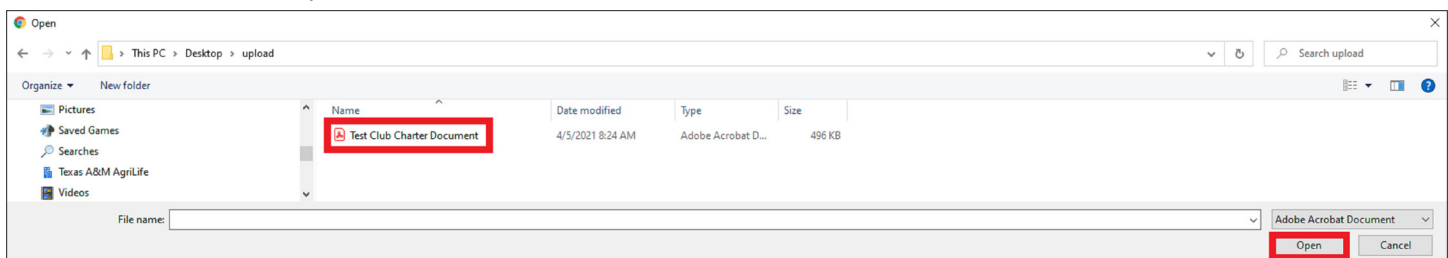 Open
This PC > Desktop > upload
Search upload
Organize New folder
Pictures
Saved Games
Searches
Texas A&M AgriLife
Videos
Name Date modified Type Size
Test Club Charter Document 4/5/2021 8:24 AM Adobe Acrobat D... 496 KB
File name: Adobe Acrobat Document
Open Cancel